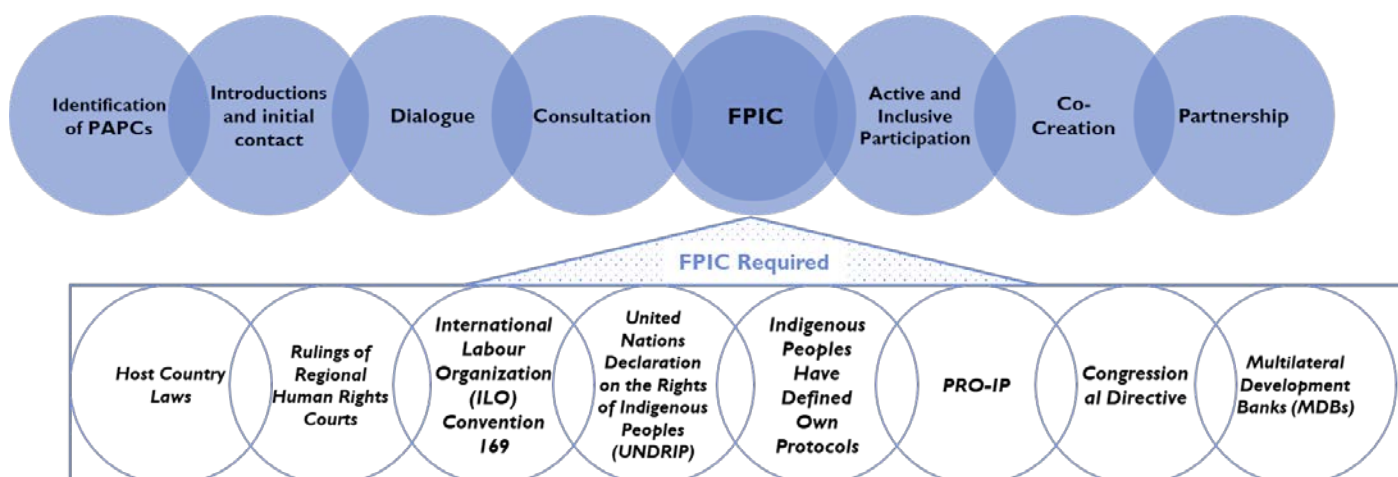 Identification
of PAPCs
Introductions
and initial
contact
Dialogue
Consultation
FPIC
Active and
Inclusive
Participation
Co-
Creation
Partnership
FPIC Required
Host Country
Laws
Rulings of
Regional
Human Rights
Courts
International
Labour
Organization
(ILO)
Convention
169
United
Nations
Declaration
on the Rights
of Indigenous
Peoples
(UNDRIP)
Indigenous
Peoples
Have
Defined
Own
Protocols
PRO-IP
Congression
al Directive
Multilateral
Development
Banks (MDBs)